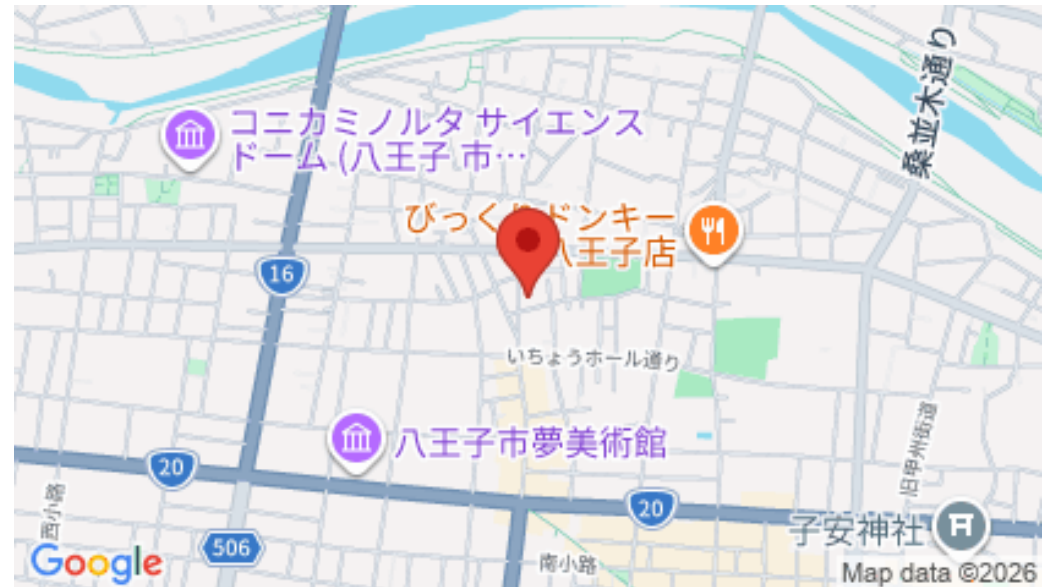 桑並木通り
コニカミノルタ サイエンス
ドーム (八王子 市…
びっくりドンキー
八王子店
16
いちょうホール通り
八王子市夢美術館
20
旧甲州街道
西小路
20
子安神社
506
南小路
Google
Map data ©2026